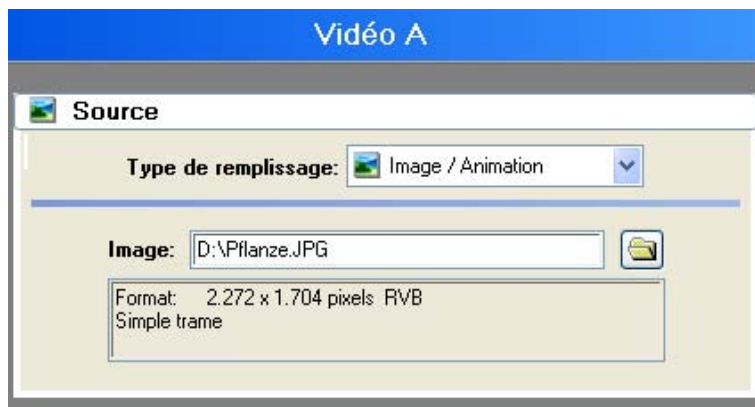 Vidéo A
Source
Type de remplissage: Image / Animation
Image: D:\Pflanze.JPG
Format: 2.272 x 1.704 pixels RVB
Simple trame